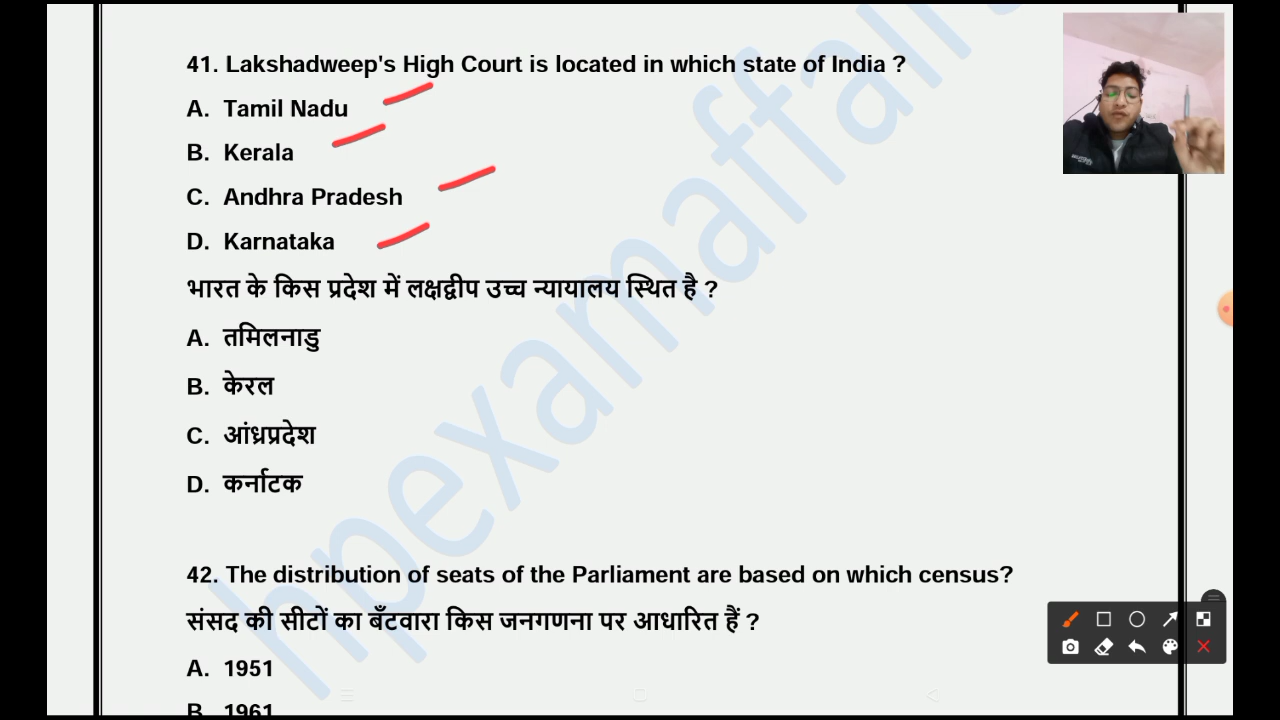 41. Lakshadweep's High Court is located in which state of India ?
A. Tamil Nadu
B. Kerala
C. Andhra Pradesh
D. Karnataka
भारत के किस प्रदेश में लक्षद्वीप उच्च न्यायालय स्थित है ?
A. तमिलनाडु
B. केरल
C. आंध्रप्रदेश
D. कर्नाटक
42. The distribution of seats of the Parliament are based on which census?
संसद की सीटों का बँटवारा किस जनगणना पर आधारित हैं ?
A. 1951
B. 1961